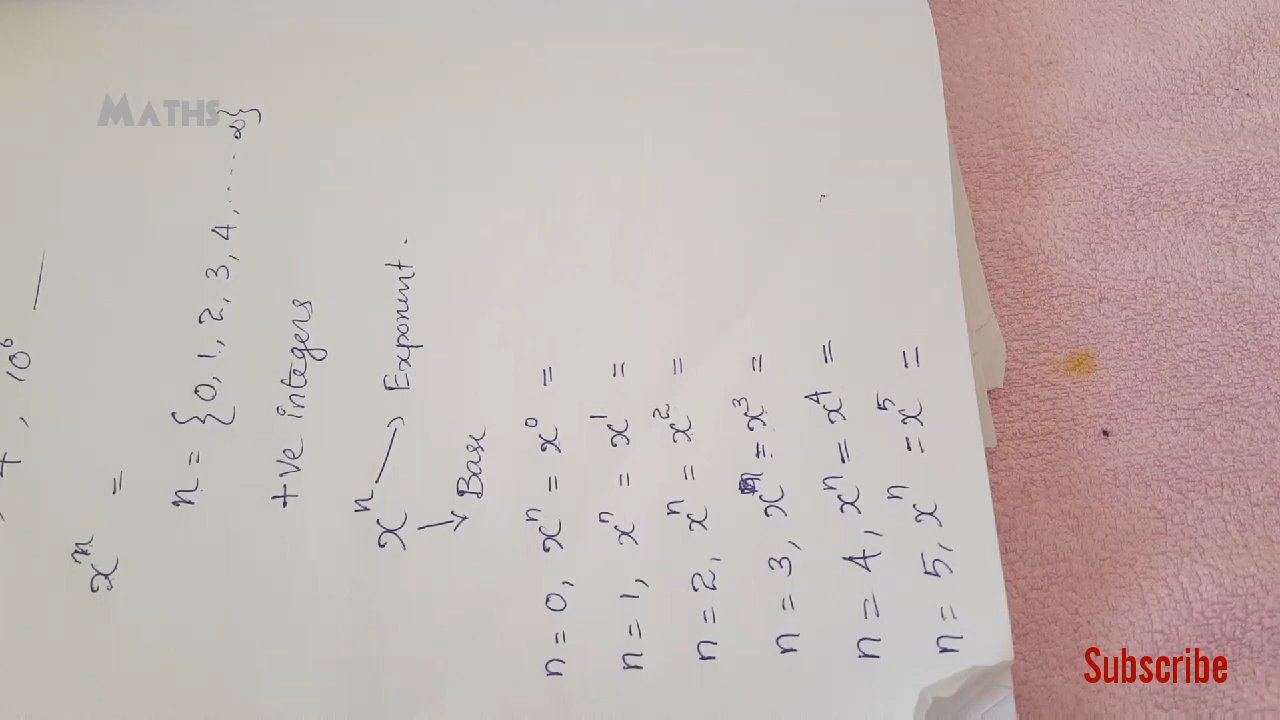 MATHS
, 10⁶
xⁿ =
n = {0, 1, 2, 3, 4, ..... ∞}
+ve integers
xⁿ → Exponent.
↓ Base
n = 0, xⁿ = x⁰ =
n = 1, xⁿ = x¹ =
n = 2, xⁿ = x² =
n = 3, xⁿ = x³ =
n = 4, xⁿ = x⁴ =
n = 5, xⁿ = x⁵ =
Subscribe